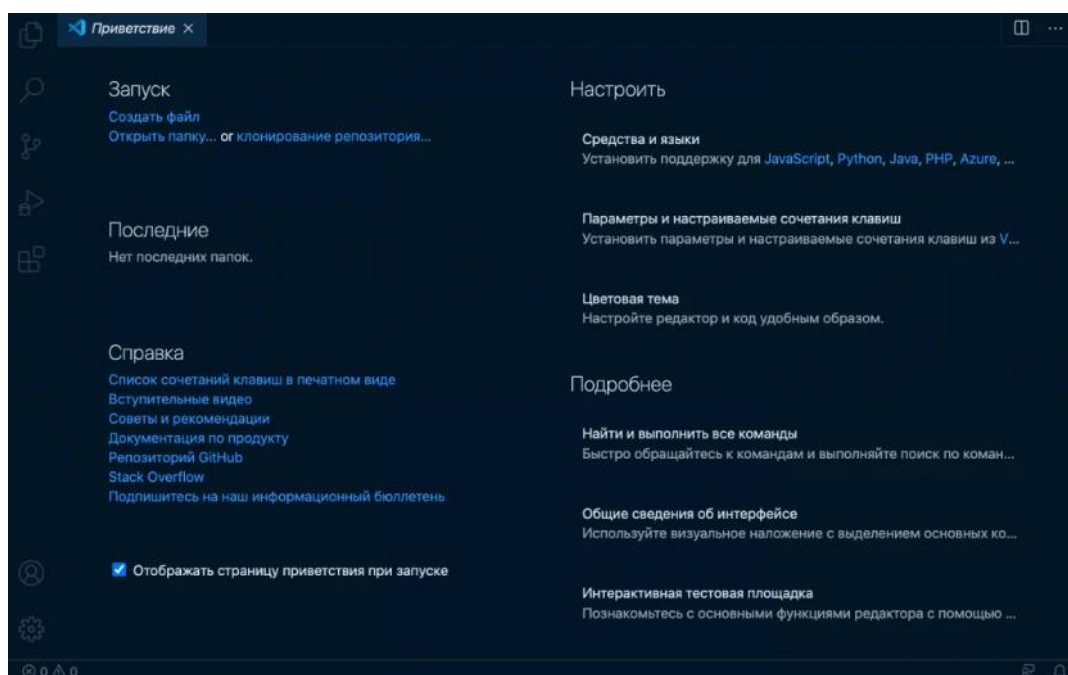 Приветствие
Запуск
Создать файл
Открыть папку... or клонирование репозитория...
Последние
Нет последних папок.
Справка
Список сочетаний клавиш в печатном виде
Вступительные видео
Советы и рекомендации
Документация по продукту
Репозиторий GitHub
Stack Overflow
Подпишитесь на наш информационный бюллетень
Отображать страницу приветствия при запуске
Настроить
Средства и языки
Установить поддержку для JavaScript, Python, Java, PHP, Azure, ...
Параметры и настраиваемые сочетания клавиш
Установить параметры и настраиваемые сочетания клавиш из V...
Цветовая тема
Настройте редактор и код удобным образом.
Подробнее
Найти и выполнить все команды
Быстро обращайтесь к командам и выполняйте поиск по коман...
Общие сведения об интерфейсе
Используйте визуальное наложение с выделением основных ко...
Интерактивная тестовая площадка
Познакомьтесь с основными функциями редактора с помощью ...
0 0